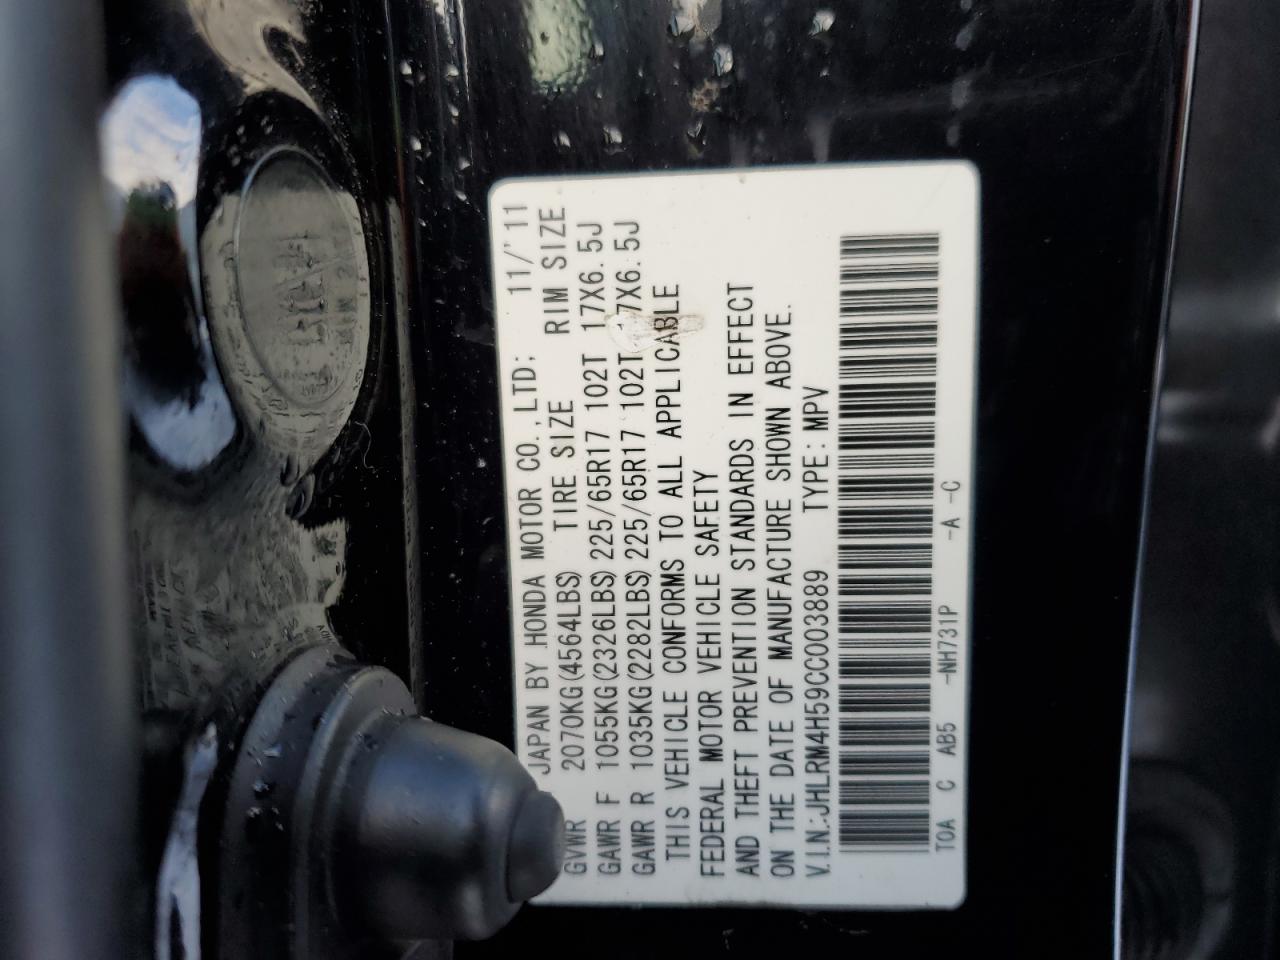 JAPAN BY HONDA MOTOR CO., LTD; 11/'11
GVWR 2070KG(4564LBS) TIRE SIZE RIM SIZE
GAWR F 1055KG(2326LBS)225/65R17 102T 17X6.5J
GAWR R 1035KG(2282LBS)225/65R17 102T 17X6.5J
THIS VEHICLE CONFORMS TO ALL APPLICABLE
FEDERAL MOTOR VEHICLE SAFETY
AND THEFT PREVENTION STANDARDS IN EFFECT
ON THE DATE OF MANUFACTURE SHOWN ABOVE.
V.I.N.:JHLRM4H59CC003889 TYPE:MPV
T0A C AB5 -NH731P -A -C